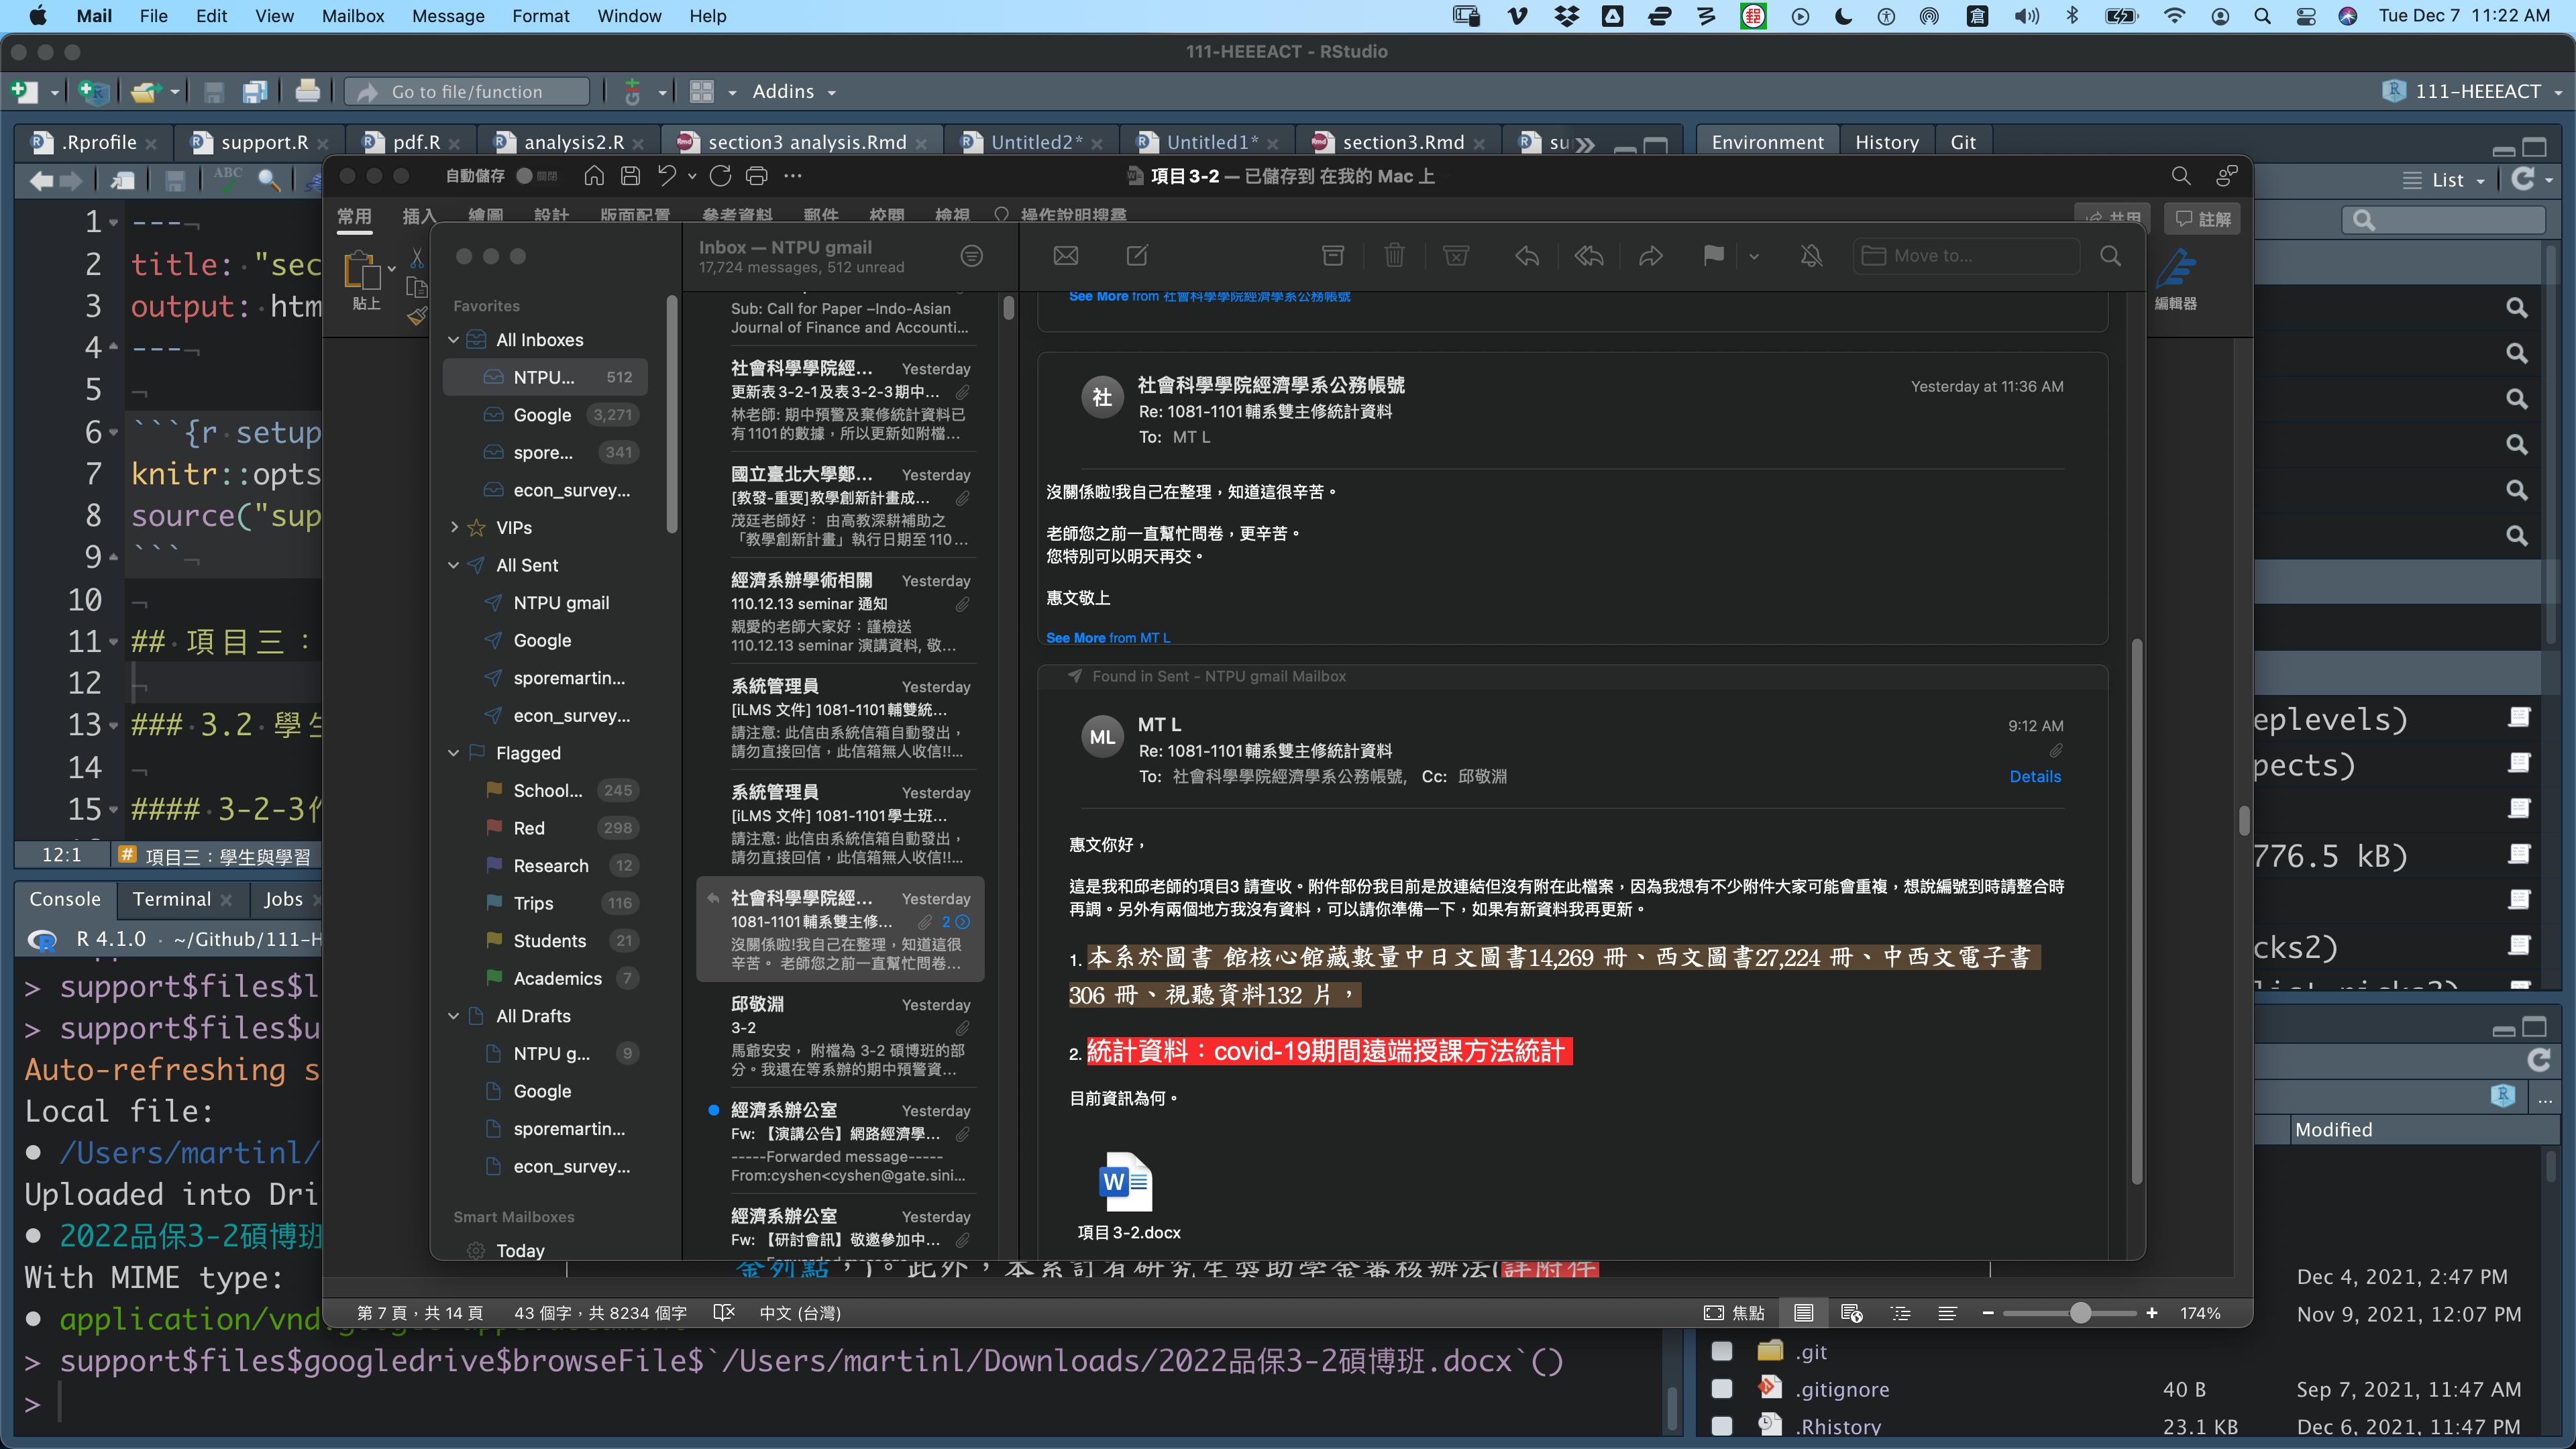 Mail File Edit View Mailbox Message Format Window Help
Tue Dec 7 11:22 AM
111-HEEEACT - RStudio
Go to file/function
Addins
111-HEEEACT
.Rprofile
support.R
pdf.R
analysis2.R
section3 analysis.Rmd
Untitled2*
Untitled1*
section3.Rmd
su
Environment History Git
List
1 ---
2 title: "sec
3 output: htm
4 ---
5
6 ```{r setup
7 knitr::opts
8 source("sup
9 ```
10
11 ## 項目三：
12
13 ### 3.2 學生
14
15 #### 3-2-3
12:1
項目三：學生與學習
自動儲存
關閉
項目3-2 — 已儲存到 在我的 Mac 上
常用 插入 繪圖 設計 版面配置 參考資料 郵件 校閱 檢視 操作說明搜尋
共用
註解
貼上
編輯器
Inbox — NTPU gmail
17,724 messages, 512 unread
Move to...
Favorites
All Inboxes
NTPU... 512
Google 3,271
spore... 341
econ_survey...
VIPs
All Sent
NTPU gmail
Google
sporemartin...
econ_survey...
Flagged
School... 245
Red 298
Research 12
Trips 116
Students 21
Academics 7
All Drafts
NTPU g... 9
Google
sporemartin...
econ_survey...
Smart Mailboxes
Today
Sub: Call for Paper –Indo-Asian
Journal of Finance and Accounti...
社會科學學院經... Yesterday
更新表3-2-1及表3-2-3期中...
林老師: 期中預警及棄修統計資料已
有1101的數據，所以更新如附檔...
國立臺北大學鄭... Yesterday
[教發-重要]教學創新計畫成...
茂廷老師好： 由高教深耕補助之
「教學創新計畫」執行日期至110...
經濟系辦學術相關 Yesterday
110.12.13 seminar 通知
親愛的老師大家好：謹檢送
110.12.13 seminar 演講資料, 敬...
系統管理員 Yesterday
[iLMS 文件] 1081-1101輔雙統...
請注意: 此信由系統信箱自動發出，
請勿直接回信，此信箱無人收信!!...
系統管理員 Yesterday
[iLMS 文件] 1081-1101學士班...
請注意: 此信由系統信箱自動發出，
請勿直接回信，此信箱無人收信!!...
社會科學學院經... Yesterday
1081-1101輔系雙主修... 2
沒關係啦!我自己在整理，知道這很
辛苦。 老師您之前一直幫忙問卷...
邱敬淵 Yesterday
3-2
馬爺安安， 附檔為 3-2 碩博班的部
分。我還在等系辦的期中預警資...
經濟系辦公室 Yesterday
Fw: 【演講公告】網路經濟學...
-----Forwarded message-----
From:cyshen<cyshen@gate.sini...
經濟系辦公室 Yesterday
Fw: 【研討會訊】敬邀參加中...
See More from 社會科學學院經濟學系公務帳號
社
社會科學學院經濟學系公務帳號
Yesterday at 11:36 AM
Re: 1081-1101輔系雙主修統計資料
To: MT L
沒關係啦!我自己在整理，知道這很辛苦。
老師您之前一直幫忙問卷，更辛苦。
您特別可以明天再交。
惠文敬上
See More from MT L
Found in Sent - NTPU gmail Mailbox
ML
MT L
9:12 AM
Re: 1081-1101輔系雙主修統計資料
To: 社會科學學院經濟學系公務帳號, Cc: 邱敬淵
Details
惠文你好，
這是我和邱老師的項目3 請查收。附件部份我目前是放連結但沒有附在此檔案，因為我想有不少附件大家可能會重複，想說編號到時請整合時
再調。另外有兩個地方我沒有資料，可以請你準備一下，如果有新資料我再更新。
1. 本系於圖書 館核心館藏數量中日文圖書14,269 冊、西文圖書27,224 冊、中西文電子書
306 冊、視聽資料132 片，
2. 統計資料：covid-19期間遠端授課方法統計
目前資訊為何。
項目3-2.docx
金列點，)。此外，本系訂有研究生獎助學金審核辦法(詳附件
第 7 頁，共 14 頁 43 個字，共 8234 個字 中文 (台灣)
焦點
174%
Console Terminal Jobs
R 4.1.0 · ~/Github/111-H
> support$files$l
> support$files$u
Auto-refreshing s
Local file:
● /Users/martinl/
Uploaded into Dri
● 2022品保3-2碩博班
With MIME type:
● application/vnd
> support$files$googledrive$browseFile$`/Users/martinl/Downloads/2022品保3-2碩博班.docx`()
>
eplevels)
pects)
776.5 kB)
cks2)
...
Modified
Dec 4, 2021, 2:47 PM
Nov 9, 2021, 12:07 PM
.git
.gitignore 40 B Sep 7, 2021, 11:47 AM
.Rhistory 23.1 KB Dec 6, 2021, 11:47 PM